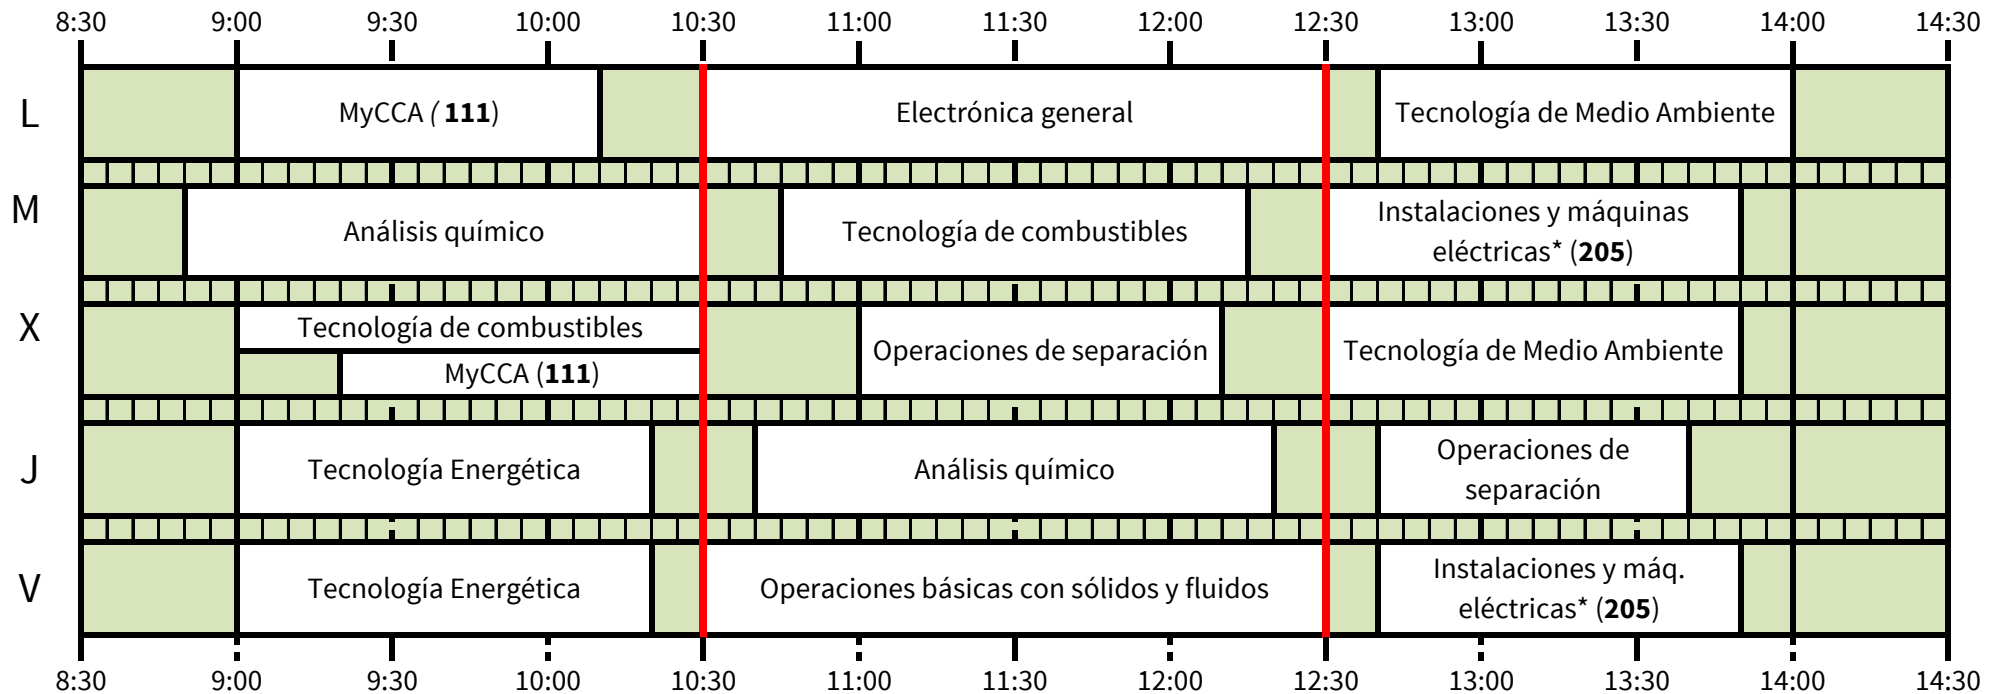 8:30 9:00 9:30 10:00 10:30 11:00 11:30 12:00 12:30 13:00 13:30 14:00 14:30
L MyCCA ( 111) Electrónica general Tecnología de Medio Ambiente
M Análisis químico Tecnología de combustibles Instalaciones y máquinas
eléctricas* (205)
X Tecnología de combustibles
MyCCA (111) Operaciones de separación Tecnología de Medio Ambiente
J Tecnología Energética Análisis químico Operaciones de
separación
V Tecnología Energética Operaciones básicas con sólidos y fluidos Instalaciones y máq.
eléctricas* (205)
8:30 9:00 9:30 10:00 10:30 11:00 11:30 12:00 12:30 13:00 13:30 14:00 14:30